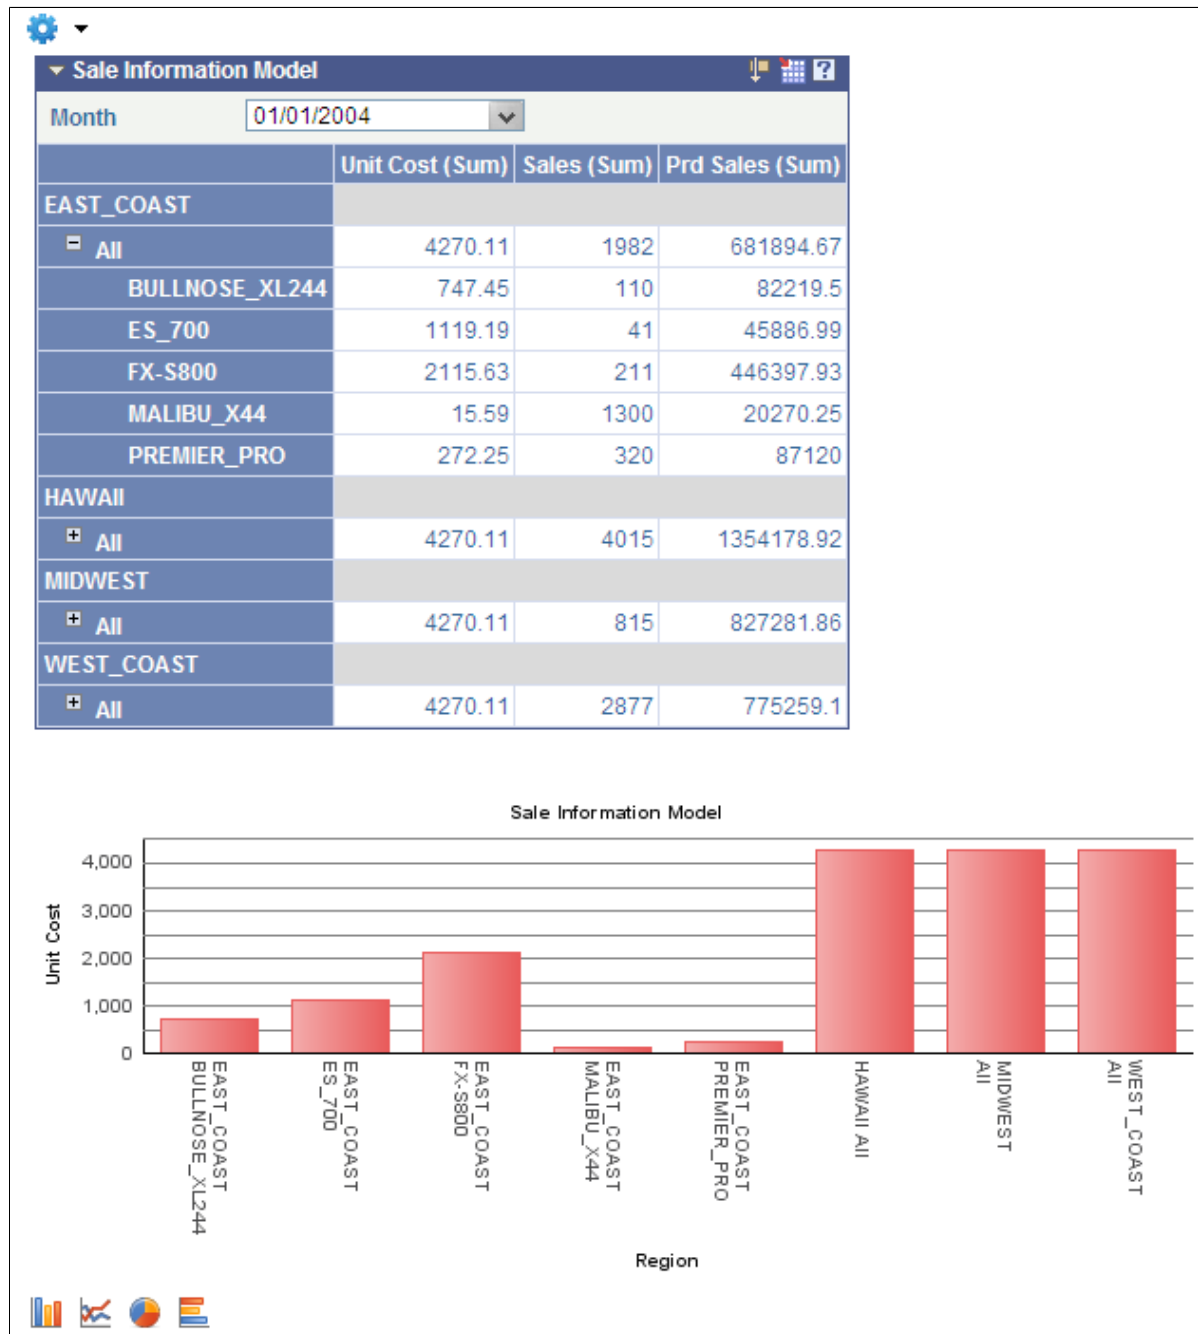 Sale Information Model
Month 01/01/2004
Unit Cost (Sum) Sales (Sum) Prd Sales (Sum)
EAST_COAST
All 4270.11 1982 681894.67
BULLNOSE_XL244 747.45 110 82219.5
ES_700 1119.19 41 45886.99
FX-S800 2115.63 211 446397.93
MALIBU_X44 15.59 1300 20270.25
PREMIER_PRO 272.25 320 87120
HAWAII
All 4270.11 4015 1354178.92
MIDWEST
All 4270.11 815 827281.86
WEST_COAST
All 4270.11 2877 775259.1
Sale Information Model
Unit Cost
4,000
3,000
2,000
1,000
0
EAST_COAST
BULLNOSE_XL244
EAST_COAST
ES_700
EAST_COAST
FX-S800
EAST_COAST
MALIBU_X44
EAST_COAST
PREMIER_PRO
HAWAII All
MIDWEST
All
WEST_COAST
All
Region